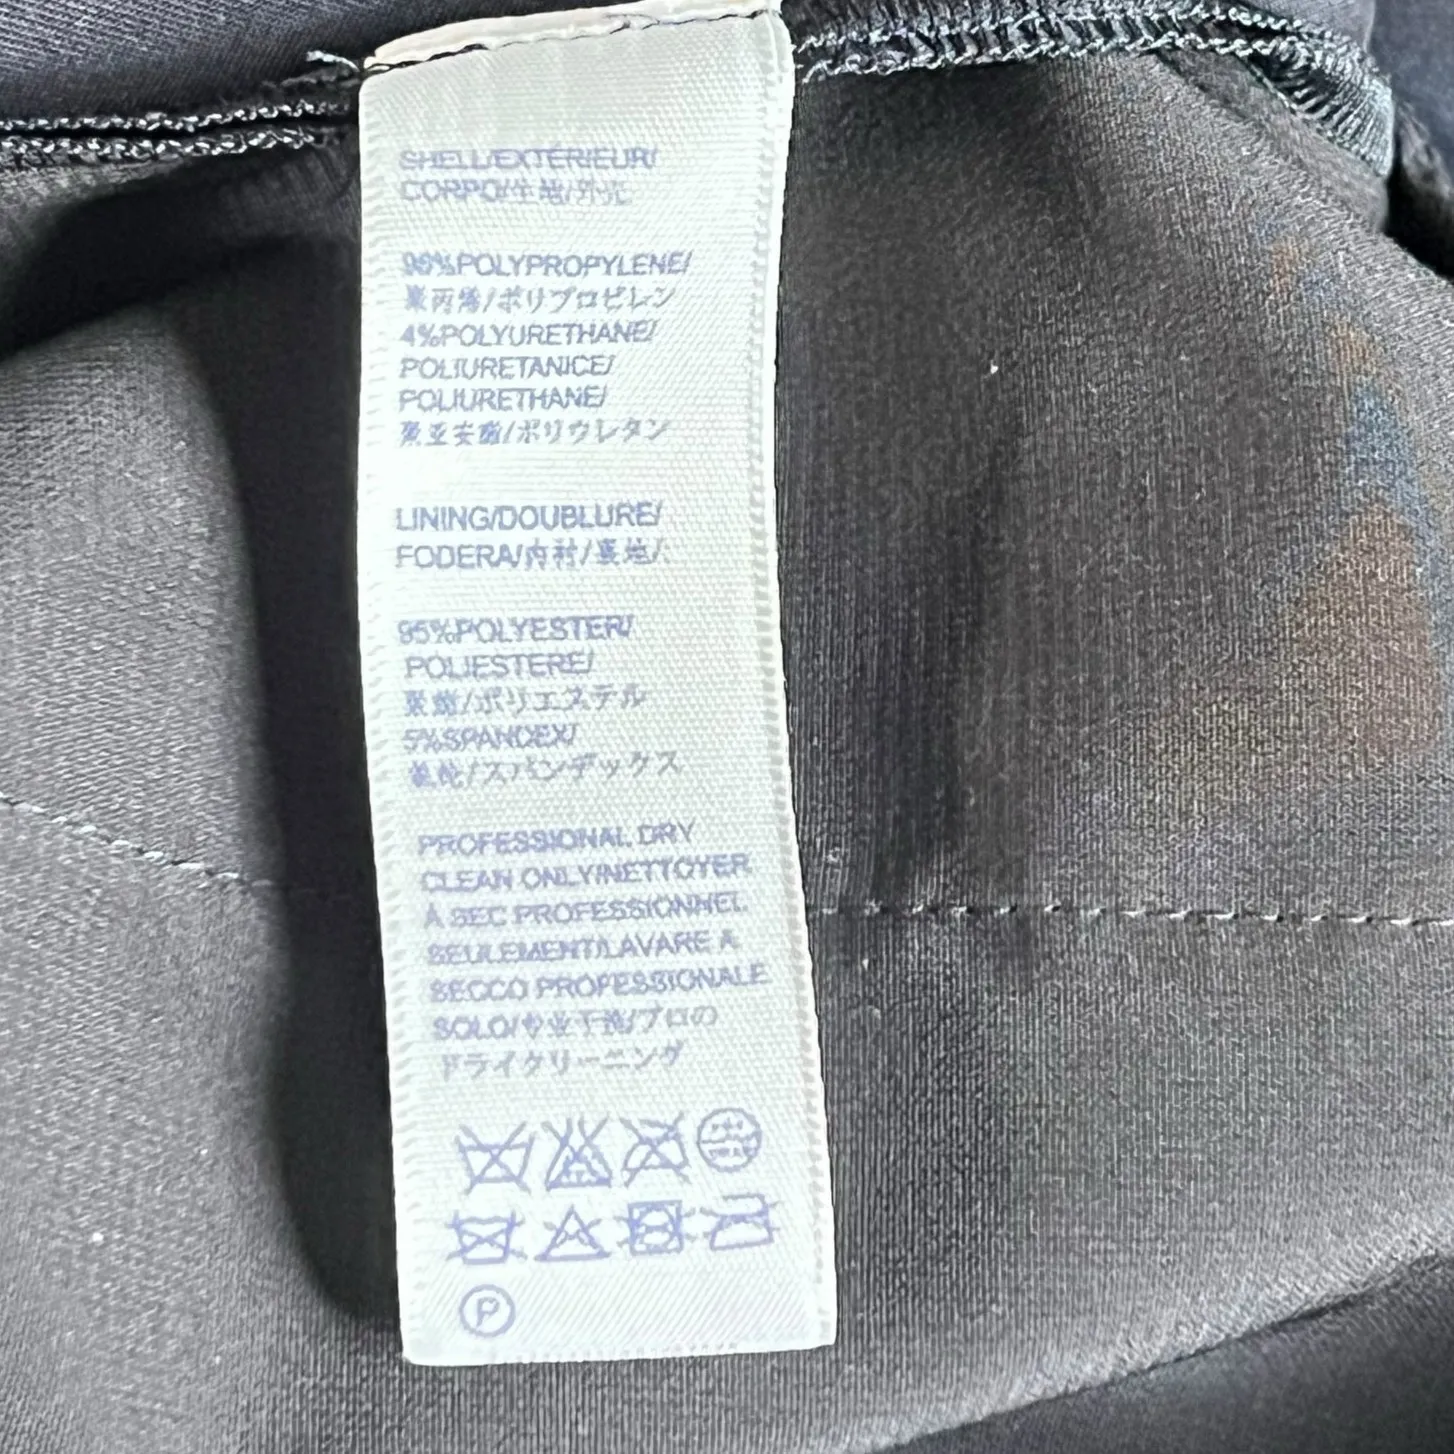 SHELL/EXTÉRIEUR/
CORPO/生地/外壳
96%POLYPROPYLENE/
聚丙烯/ポリプロピレン
4%POLYURETHANE/
POLIURETANICE/
POLIURETHANE/
聚亚安酯/ポリウレタン
LINING/DOUBLURE/
FODERA/内衬/裏地/
95%POLYESTER/
POLIESTERE/
聚酯/ポリエステル
5%SPANDEX/
氨纶/スパンデックス
PROFESSIONAL DRY
CLEAN ONLY/NETTOYER
À SEC PROFESSIONNEL
SEULEMENT/LAVARE A
SECCO PROFESSIONALE
SOLO/专业干洗/プロの
ドライクリーニング
P